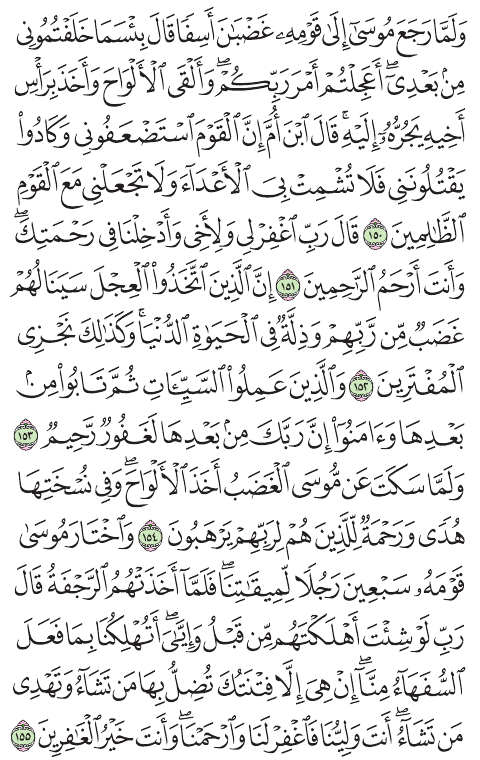 وَلَمَّا رَجَعَ مُوسَىٰٓ إِلَىٰ قَوْمِهِۦ غَضْبَٰنَ أَسِفًا قَالَ بِئْسَمَا خَلَفْتُمُونِى
مِنۢ بَعْدِىٓ ۖ أَعَجِلْتُمْ أَمْرَ رَبِّكُمْ ۖ وَأَلْقَى ٱلْأَلْوَاحَ وَأَخَذَ بِرَأْسِ
أَخِيهِ يَجُرُّهُۥٓ إِلَيْهِ ۚ قَالَ ٱبْنَ أُمَّ إِنَّ ٱلْقَوْمَ ٱسْتَضْعَفُونِى وَكَادُوا۟
يَقْتُلُونَنِى فَلَا تُشْمِتْ بِىَ ٱلْأَعْدَآءَ وَلَا تَجْعَلْنِى مَعَ ٱلْقَوْمِ
ٱلظَّٰلِمِينَ ١٥٠ قَالَ رَبِّ ٱغْفِرْ لِى وَلِأَخِى وَأَدْخِلْنَا فِى رَحْمَتِكَ ۖ
وَأَنتَ أَرْحَمُ ٱلرَّٰحِمِينَ ١٥١ إِنَّ ٱلَّذِينَ ٱتَّخَذُوا۟ ٱلْعِجْلَ سَيَنَالُهُمْ
غَضَبٌ مِّن رَّبِّهِمْ وَذِلَّةٌ فِى ٱلْحَيَوٰةِ ٱلدُّنْيَا ۚ وَكَذَٰلِكَ نَجْزِى
ٱلْمُفْتَرِينَ ١٥٢ وَٱلَّذِينَ عَمِلُوا۟ ٱلسَّيِّـَٔاتِ ثُمَّ تَابُوا۟ مِنۢ
بَعْدِهَا وَءَامَنُوٓا۟ إِنَّ رَبَّكَ مِنۢ بَعْدِهَا لَغَفُورٌ رَّحِيمٌ ١٥٣
وَلَمَّا سَكَتَ عَن مُّوسَى ٱلْغَضَبُ أَخَذَ ٱلْأَلْوَاحَ ۖ وَفِى نُسْخَتِهَا
هُدًى وَرَحْمَةٌ لِّلَّذِينَ هُمْ لِرَبِّهِمْ يَرْهَبُونَ ١٥٤ وَٱخْتَارَ مُوسَىٰ
قَوْمَهُۥ سَبْعِينَ رَجُلًا لِّمِيقَٰتِنَا ۖ فَلَمَّآ أَخَذَتْهُمُ ٱلرَّجْفَةُ قَالَ
رَبِّ لَوْ شِئْتَ أَهْلَكْتَهُم مِّن قَبْلُ وَإِيَّٰىَ ۖ أَتُهْلِكُنَا بِمَا فَعَلَ
ٱلسُّفَهَآءُ مِنَّآ ۖ إِنْ هِىَ إِلَّا فِتْنَتُكَ تُضِلُّ بِهَا مَن تَشَآءُ وَتَهْدِى
مَن تَشَآءُ ۖ أَنتَ وَلِيُّنَا فَٱغْفِرْ لَنَا وَٱرْحَمْنَا ۖ وَأَنتَ خَيْرُ ٱلْغَٰفِرِينَ ١٥٥